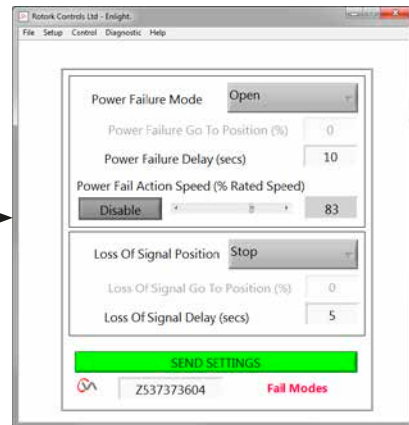 Rotork Controls Ltd - Enlight.
File Setup Control Diagnostic Help
Power Failure Mode Open
Power Failure Go To Position (%) 0
Power Failure Delay (secs) 10
Power Fail Action Speed (% Rated Speed)
Disable 83
Loss Of Signal Position Stop
Loss Of Signal Go To Position (%) 0
Loss Of Signal Delay (secs) 5
SEND SETTINGS
Z537373604 Fail Modes